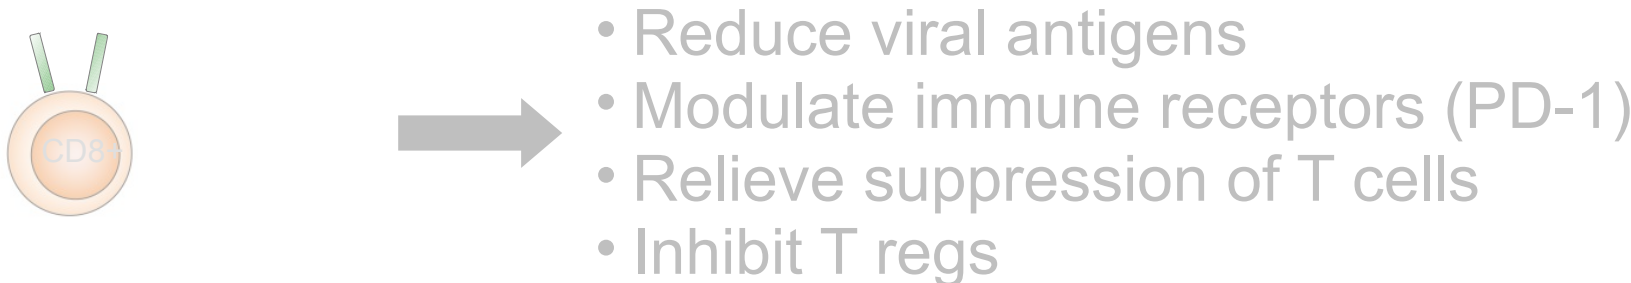 CD8+
• Reduce viral antigens
• Modulate immune receptors (PD-1)
• Relieve suppression of T cells
• Inhibit T regs